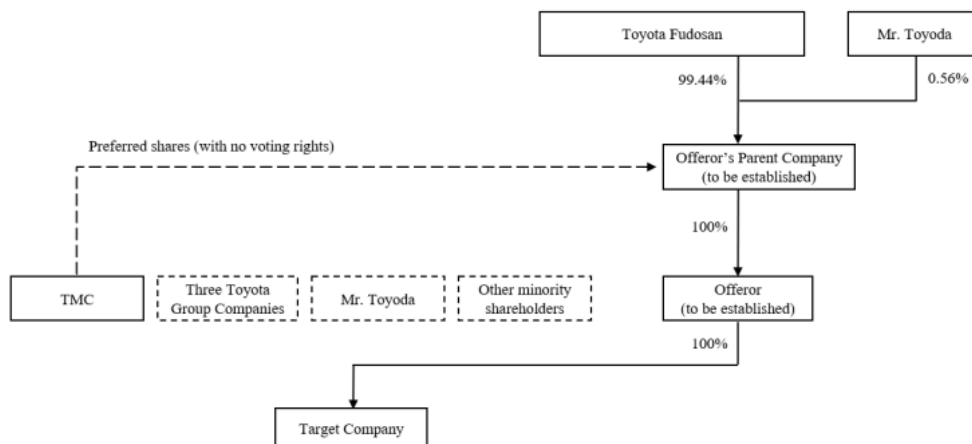 Toyota Fudosan
Mr. Toyoda
99.44%
0.56%
Preferred shares (with no voting rights)
Offeror's Parent Company
(to be established)
100%
TMC
Three Toyota
Group Companies
Mr. Toyoda
Other minority
shareholders
Offeror
(to be established)
100%
Target Company